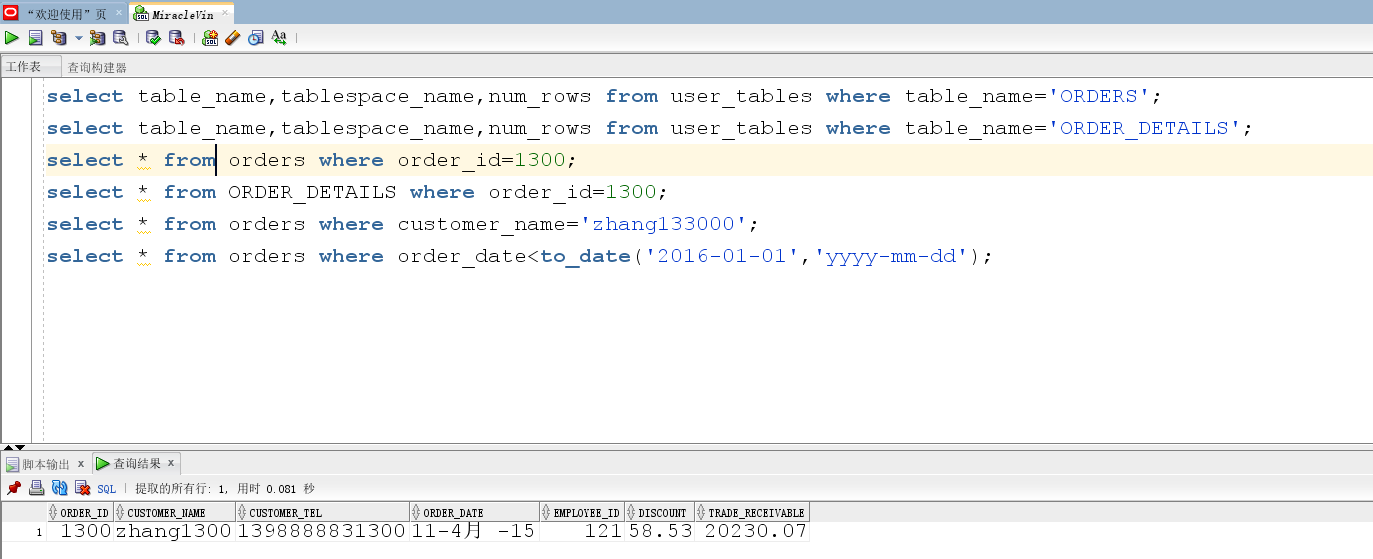 “欢迎使用”页 × MiracleVin ×
工作表 查询构建器
select table_name,tablespace_name,num_rows from user_tables where table_name='ORDERS';
select table_name,tablespace_name,num_rows from user_tables where table_name='ORDER_DETAILS';
select * from orders where order_id=1300;
select * from ORDER_DETAILS where order_id=1300;
select * from orders where customer_name='zhang133000';
select * from orders where order_date<to_date('2016-01-01','yyyy-mm-dd');
脚本输出 x 查询结果 x
SQL | 提取的所有行: 1, 用时 0.081 秒
ORDER_ID CUSTOMER_NAME CUSTOMER_TEL ORDER_DATE EMPLOYEE_ID DISCOUNT TRADE_RECEIVABLE
1 1300 zhang1300 1398888831300 11-4月 -15 121 58.53 20230.07